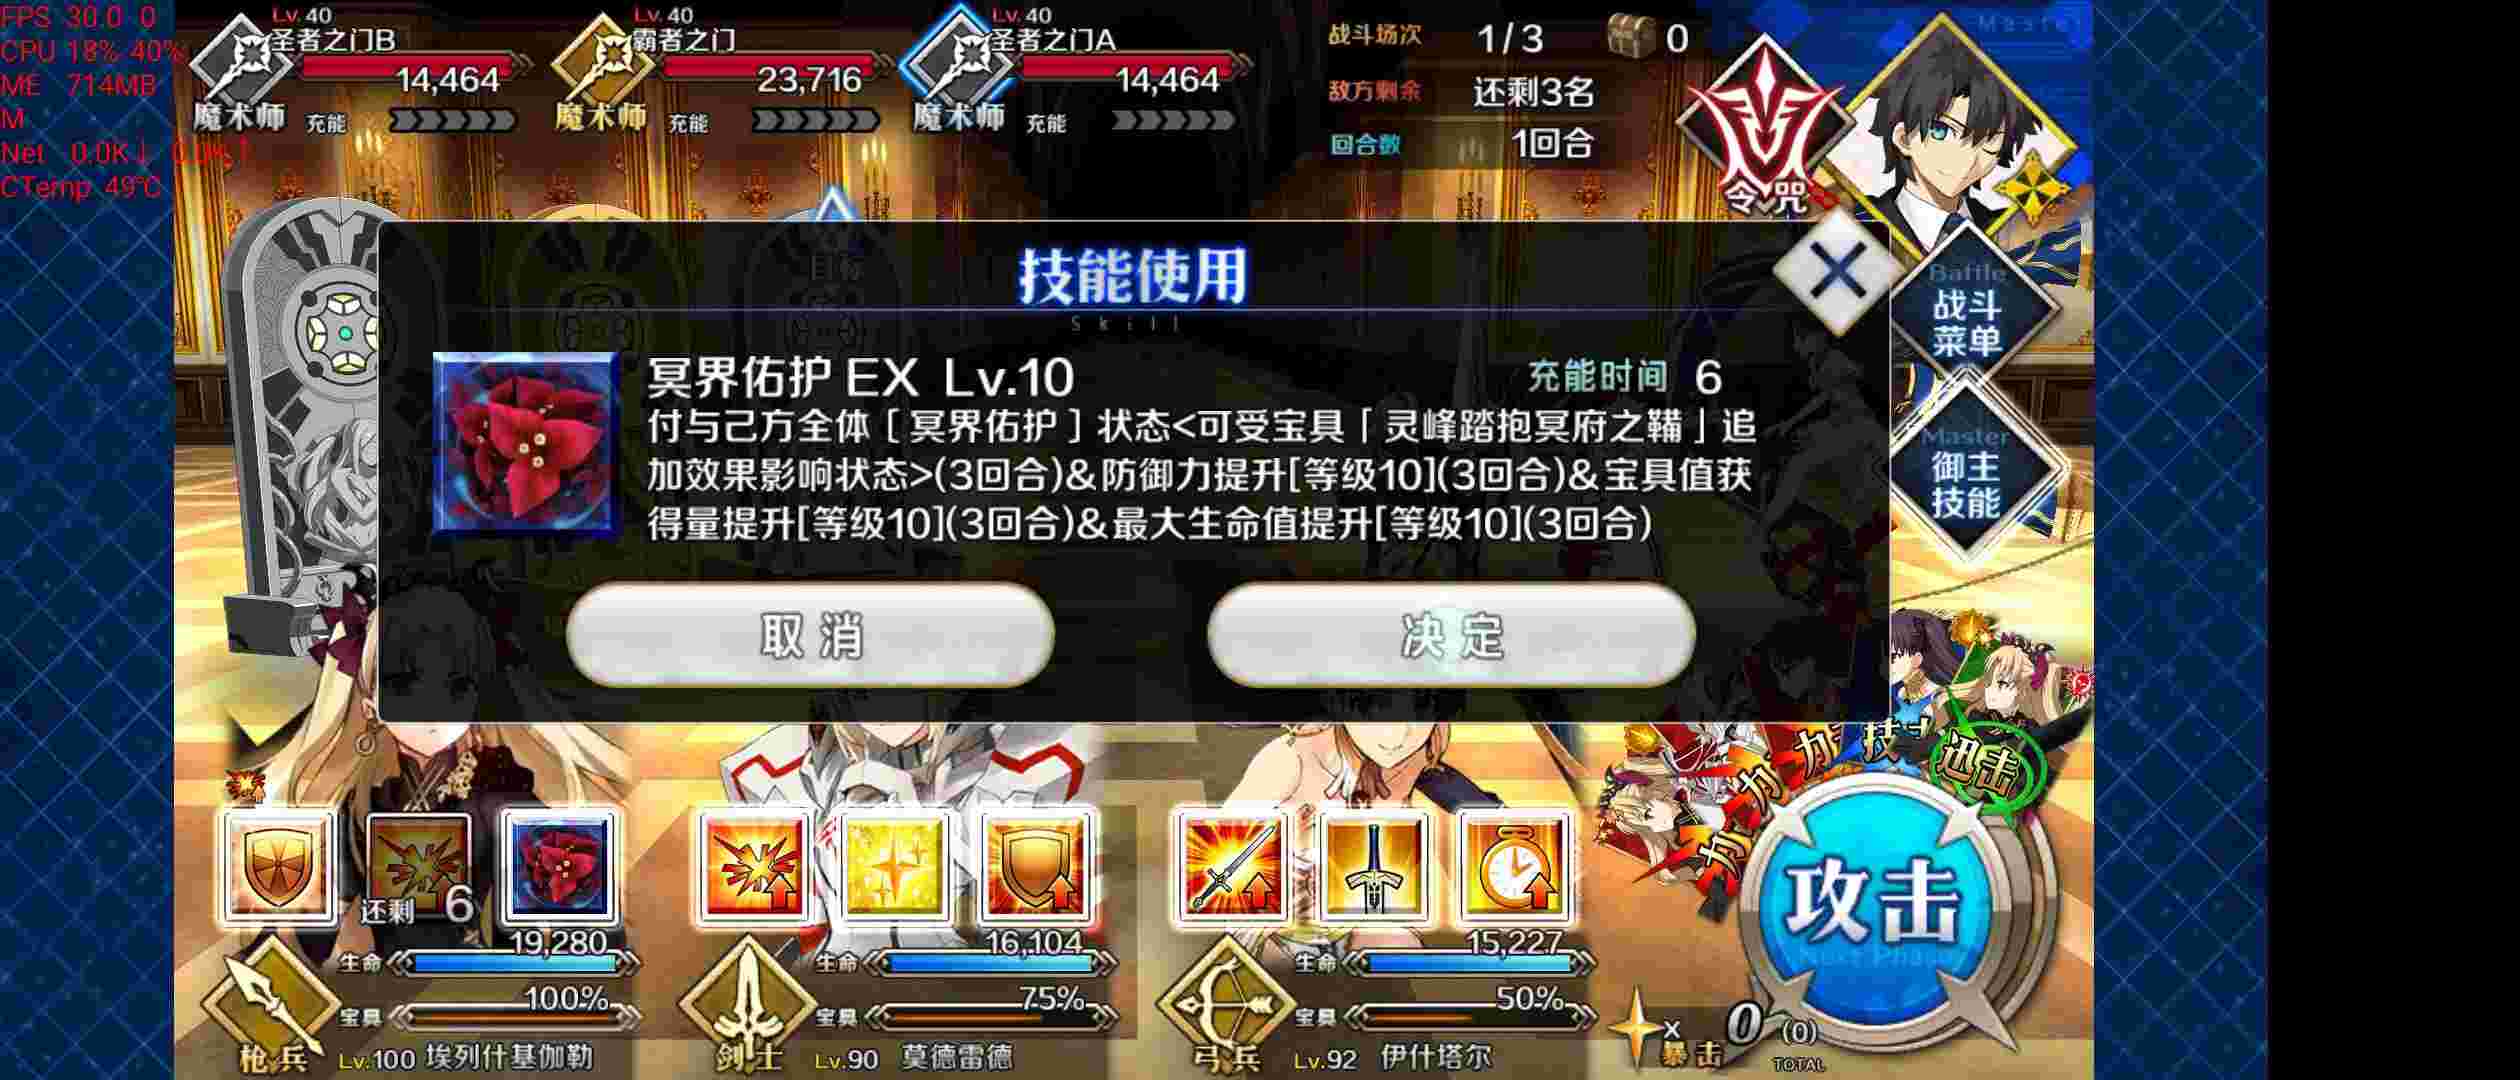 FPS 30.0 0
CPU 18% 40%
ME 714MB
M
Net 0.0K↓ 0.0K↑
CTemp 49℃
Lv.40
圣者之门B
14,464
魔术师 充能
Lv.40
霸者之门
23,716
魔术师 充能
Lv.40
圣者之门A
14,464
魔术师 充能
战斗场次 1/3 0
敌方剩余 还剩3名
回合数 1回合
令咒
Master
Battle
战斗
菜单
Master
御主
技能
目标
技能使用
Skill
冥界佑护 EX Lv.10 充能时间 6
付与己方全体［冥界佑护］状态<可受宝具「灵峰踏抱冥府之鞴」追
加效果影响状态>(3回合)&防御力提升[等级10](3回合)&宝具值获
得量提升[等级10](3回合)&最大生命值提升[等级10](3回合)
取消 决定
还剩 6
生命 19,280
宝具 100%
枪兵 Lv.100 埃列什基伽勒
生命 16,104
宝具 75%
剑士 Lv.90 莫德雷德
生命 15,227
宝具 50%
弓兵 Lv.92 伊什塔尔
力 力 力 技巧 迅击
攻击
Next Phase
x 0 (0)
暴击 TOTAL